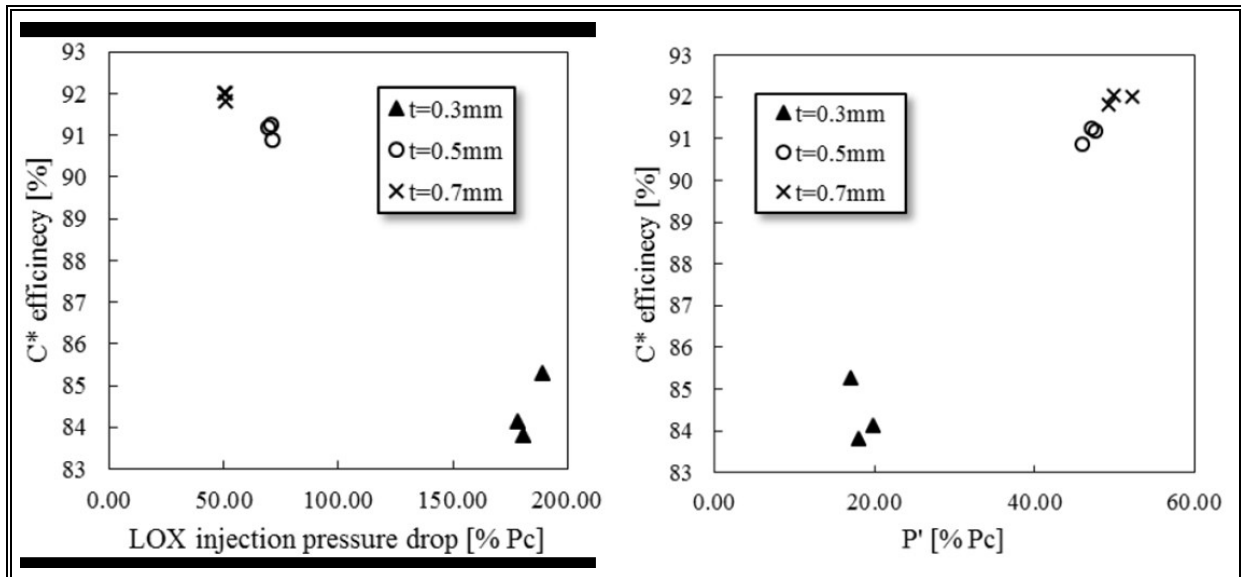 93
92
91
90
89
88
87
86
85
84
83
C* efficinecy [%]
t=0.3mm
t=0.5mm
t=0.7mm
0.00 50.00 100.00 150.00 200.00
LOX injection pressure drop [% Pc]
93
92
91
90
89
88
87
86
85
84
83
C* efficinecy [%]
t=0.3mm
t=0.5mm
t=0.7mm
0.00 20.00 40.00 60.00
P' [% Pc]